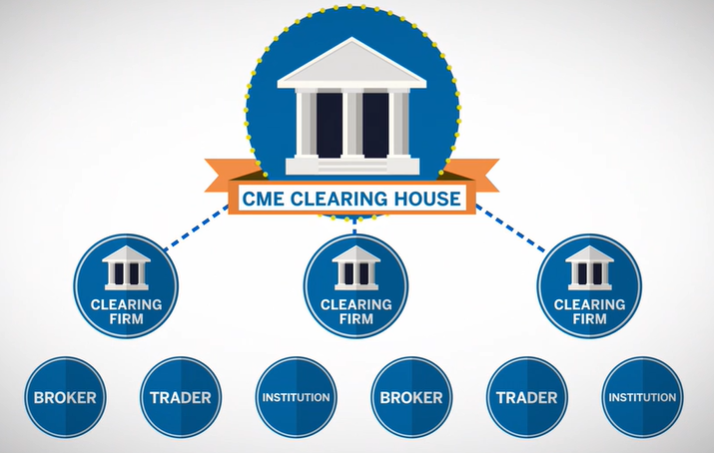 CME CLEARING HOUSE
CLEARING
FIRM
CLEARING
FIRM
CLEARING
FIRM
BROKER
TRADER
INSTITUTION
BROKER
TRADER
INSTITUTION